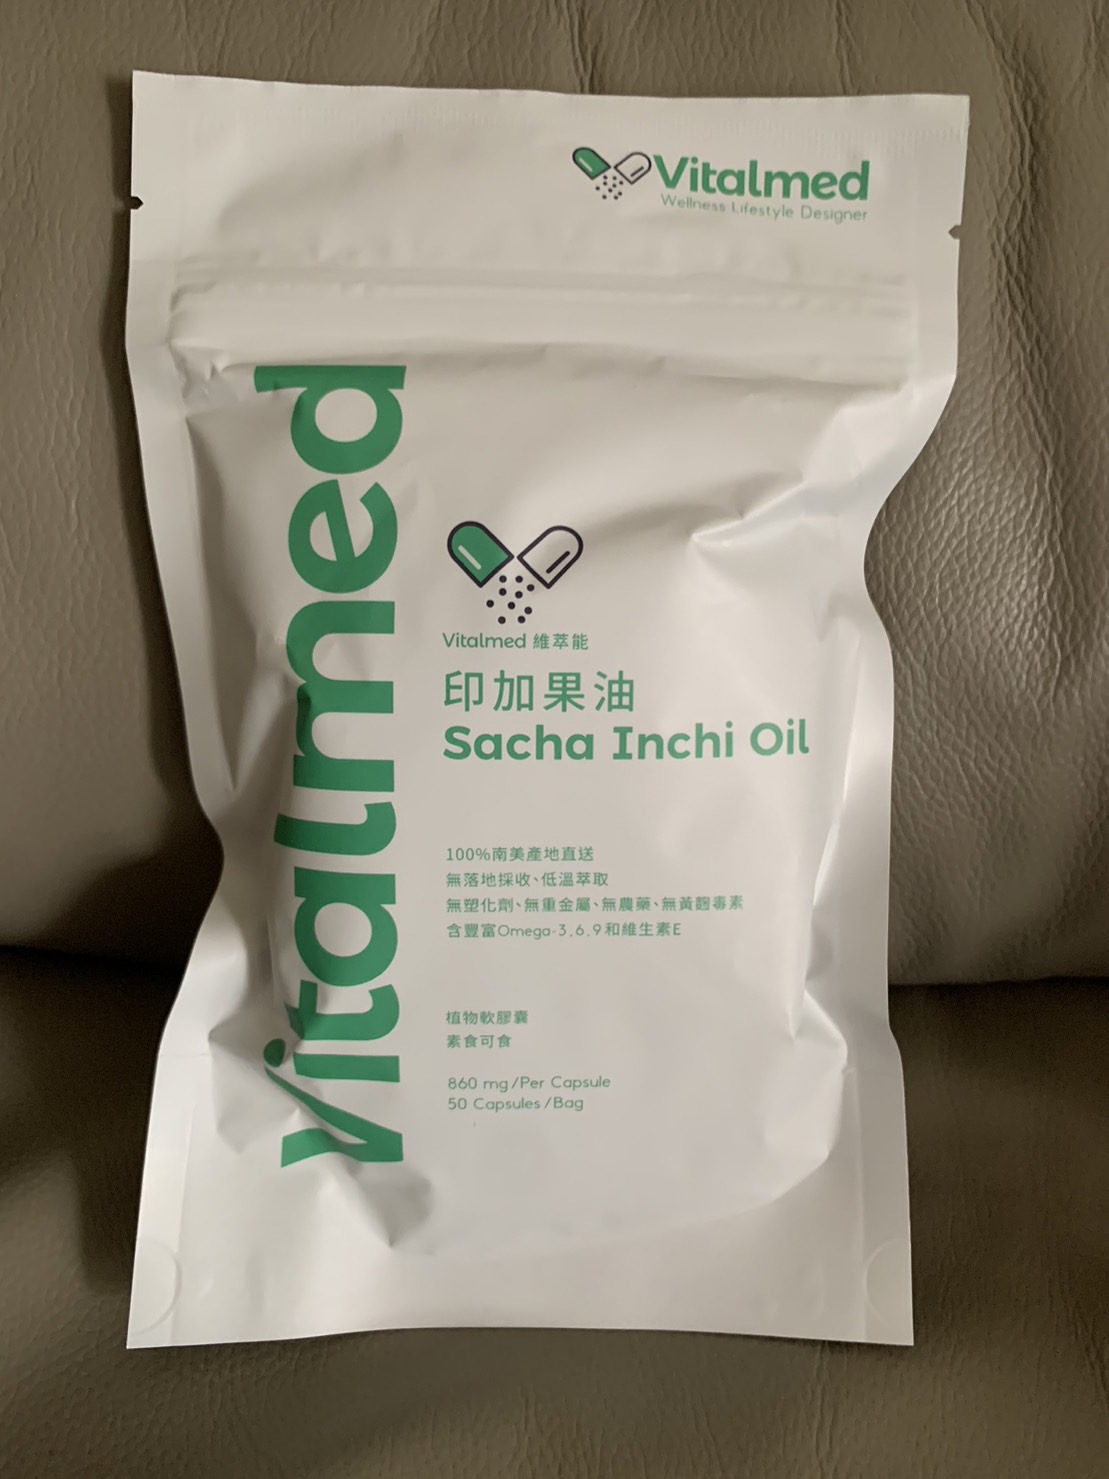 Vitalmed
Wellness Lifestyle Designer
Vitalmed
Vitalmed 維萃能
印加果油
Sacha Inchi Oil
100%南美產地直送
無落地採收、低溫萃取
無塑化劑、無重金屬、無農藥、無黃麴毒素
含豐富Omega-3,6,9和維生素E
植物軟膠囊
素食可食
860 mg/Per Capsule
50 Capsules/Bag